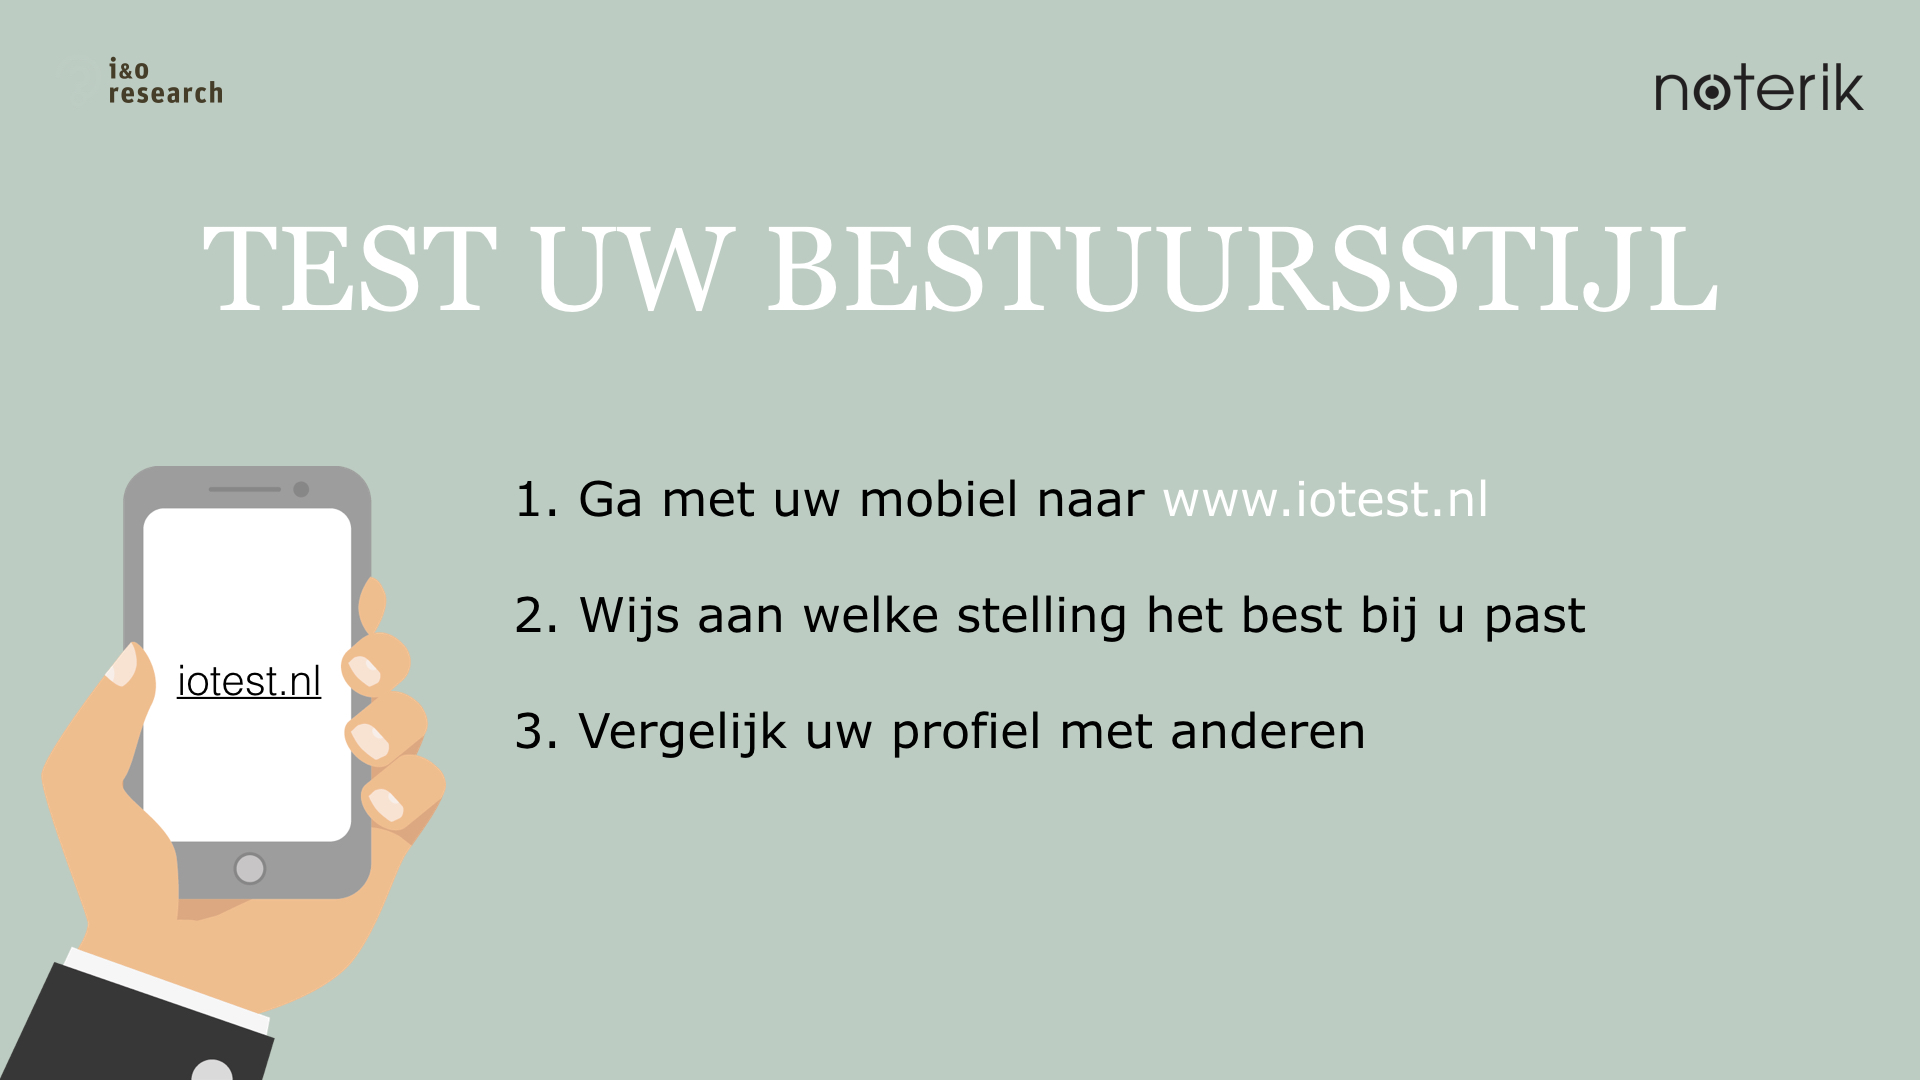 i&o
research
noterik
TEST UW BESTUURSSTIJL
1. Ga met uw mobiel naar www.iotest.nl
2. Wijs aan welke stelling het best bij u past
3. Vergelijk uw profiel met anderen
iotest.nl